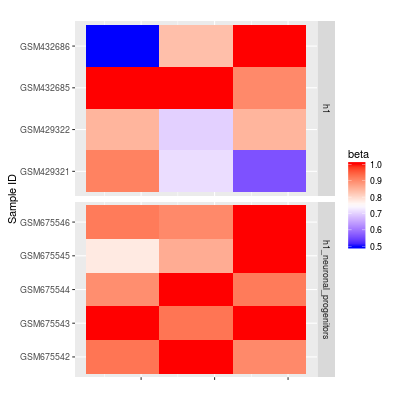 Sample ID
GSM432686
GSM432685
GSM429322
GSM429321
h1
GSM675546
GSM675545
GSM675544
GSM675543
GSM675542
h1_neuronal_progenitors
beta
1.0
0.9
0.8
0.7
0.6
0.5